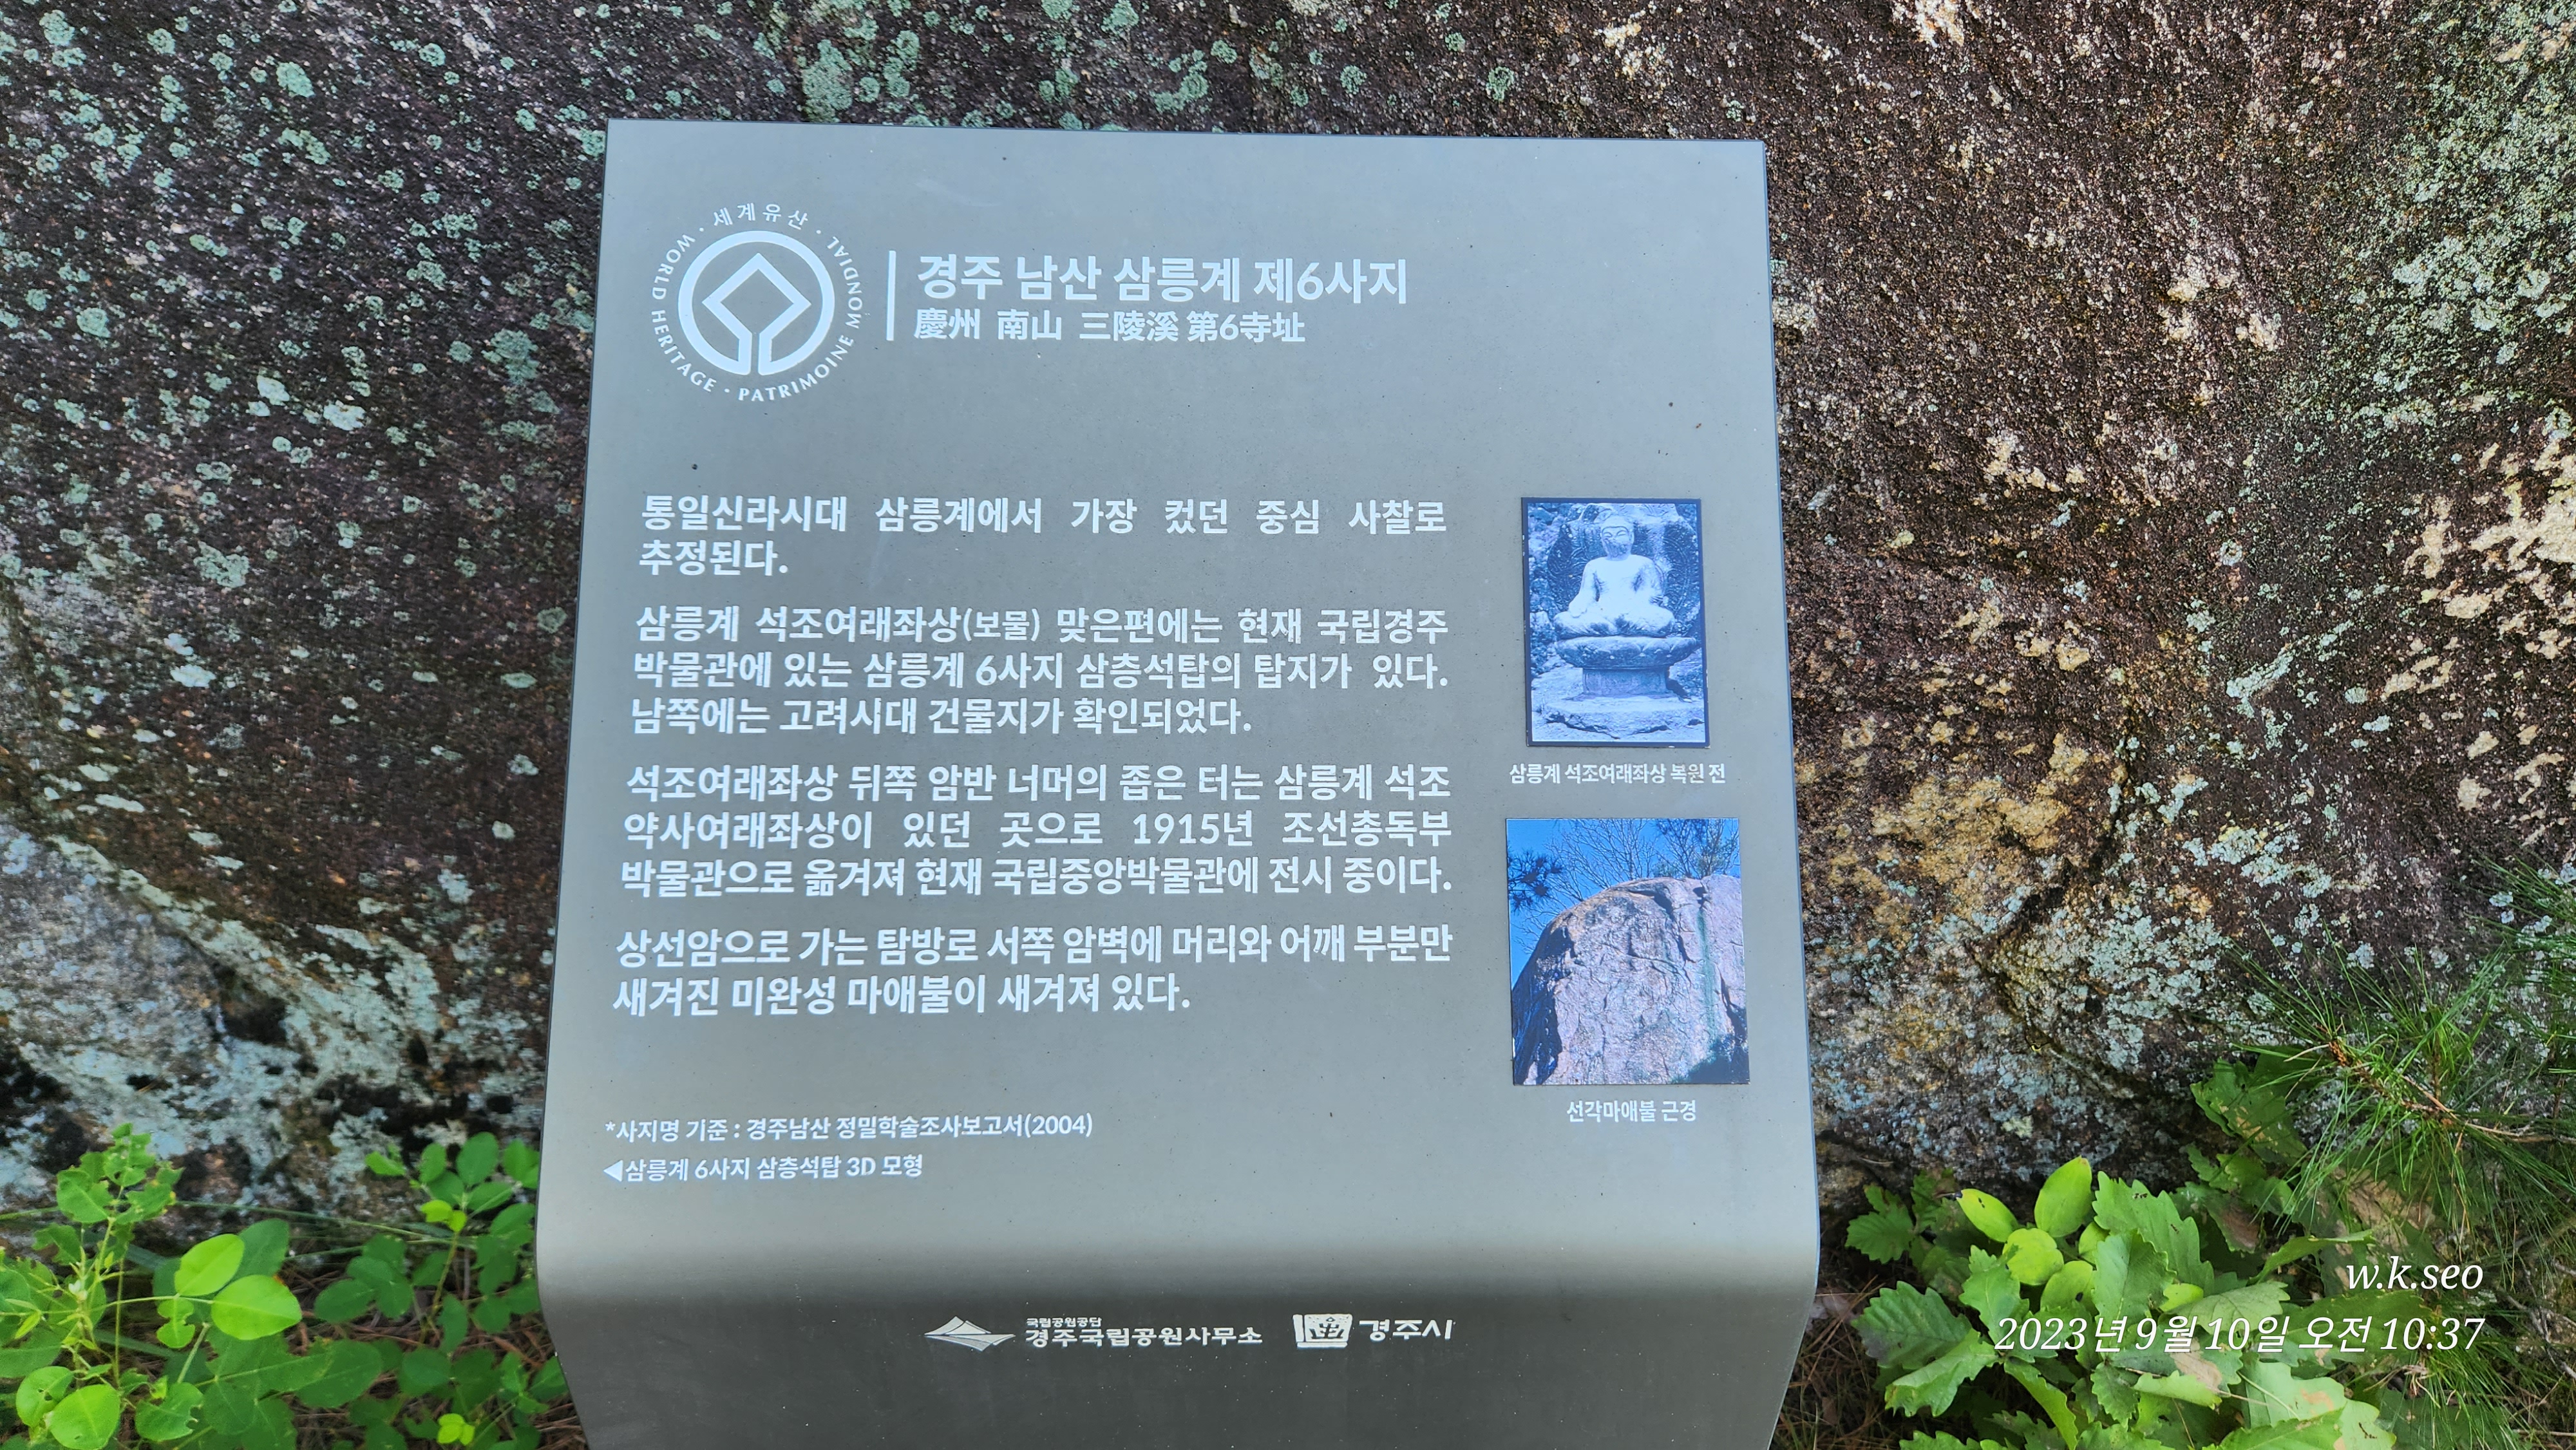 세계유산 · WORLD HERITAGE · PATRIMOINE MONDIAL ·
경주 남산 삼릉계 제6사지
慶州 南山 三陵溪 第6寺址
통일신라시대 삼릉계에서 가장 컸던 중심 사찰로
추정된다.
삼릉계 석조여래좌상(보물) 맞은편에는 현재 국립경주
박물관에 있는 삼릉계 6사지 삼층석탑의 탑지가 있다.
남쪽에는 고려시대 건물지가 확인되었다.
석조여래좌상 뒤쪽 암반 너머의 좁은 터는 삼릉계 석조
약사여래좌상이 있던 곳으로 1915년 조선총독부
박물관으로 옮겨져 현재 국립중앙박물관에 전시 중이다.
상선암으로 가는 탐방로 서쪽 암벽에 머리와 어깨 부분만
새겨진 미완성 마애불이 새겨져 있다.
삼릉계 석조여래좌상 복원 전
선각마애불 근경
*사지명 기준 : 경주남산 정밀학술조사보고서(2004)
◀삼릉계 6사지 삼층석탑 3D 모형
국립공원공단
경주국립공원사무소
경주시
w.k.seo
2023년 9월 10일 오전 10:37